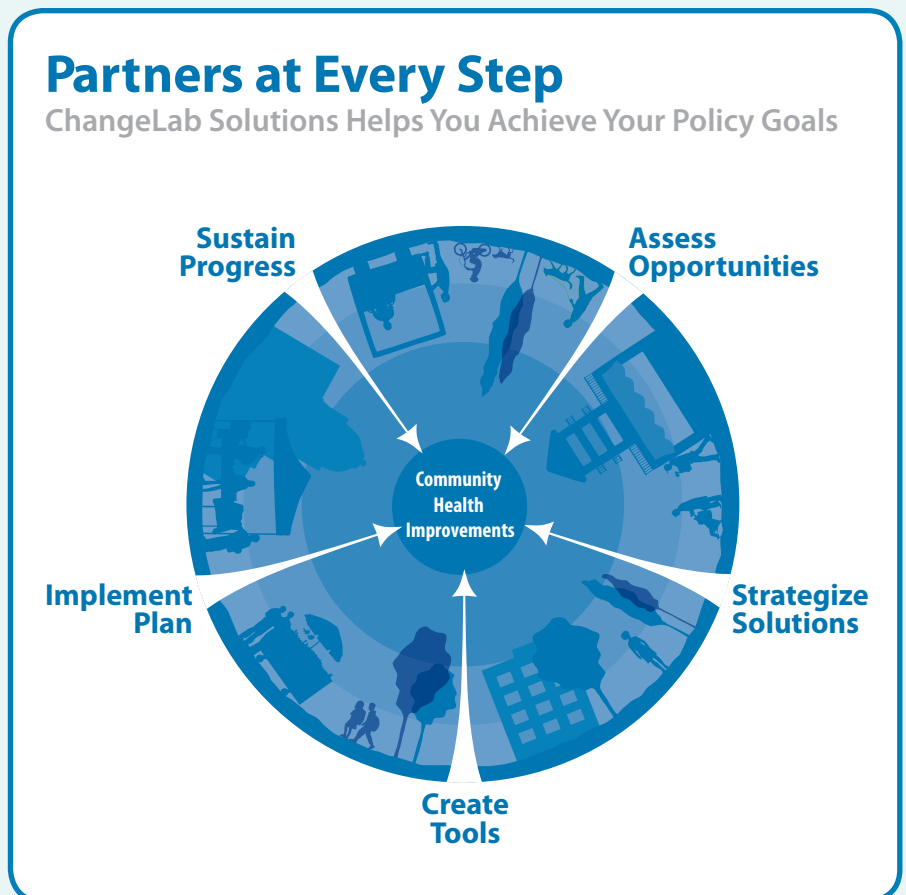 Partners at Every Step
ChangeLab Solutions Helps You Achieve Your Policy Goals
Sustain
Progress
Assess
Opportunities
Community
Health
Improvements
Implement
Plan
Strategize
Solutions
Create
Tools